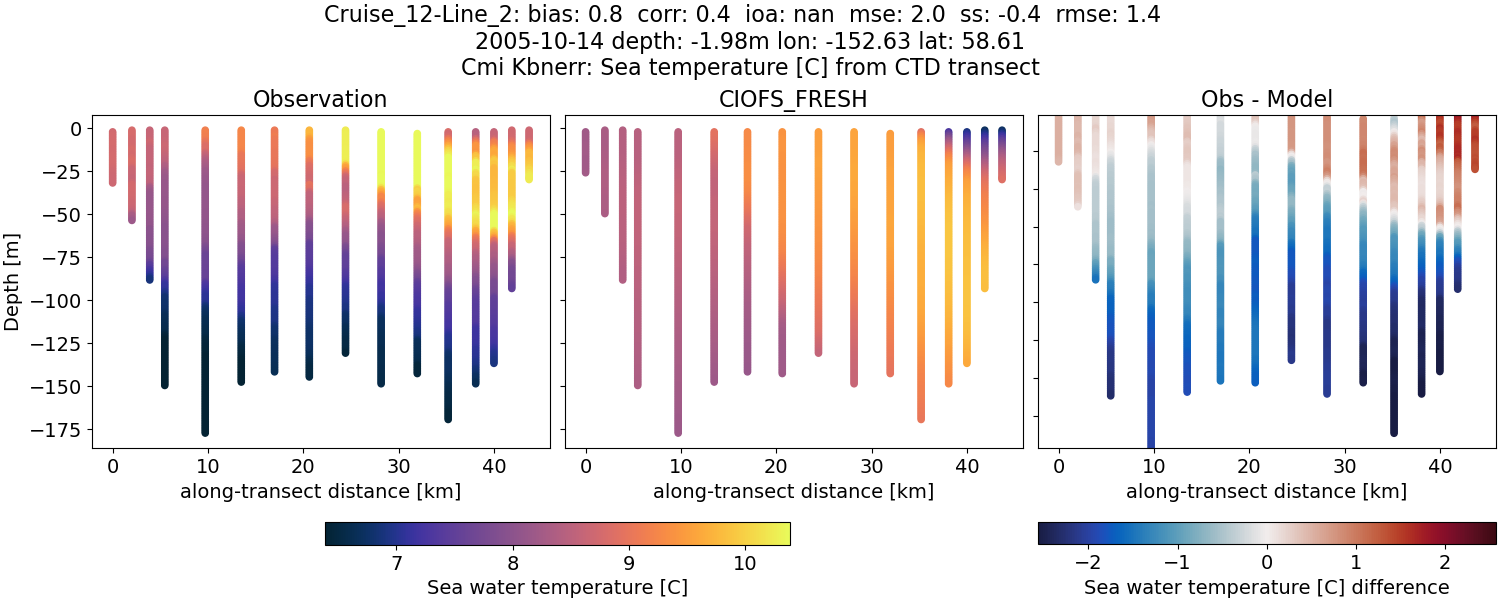 Cruise_12-Line_2: bias: 0.8  corr: 0.4  ioa: nan  mse: 2.0  ss: -0.4  rmse: 1.4
2005-10-14 depth: -1.98m lon: -152.63 lat: 58.61
Cmi Kbnerr: Sea temperature [C] from CTD transect
Observation
CIOFS_FRESH
Obs - Model
Depth [m]
0
−25
−50
−75
−100
−125
−150
−175
0 10 20 30 40
0 10 20 30 40
0 10 20 30 40
along-transect distance [km]
along-transect distance [km]
along-transect distance [km]
7 8 9 10
Sea water temperature [C]
−2 −1 0 1 2
Sea water temperature [C] difference